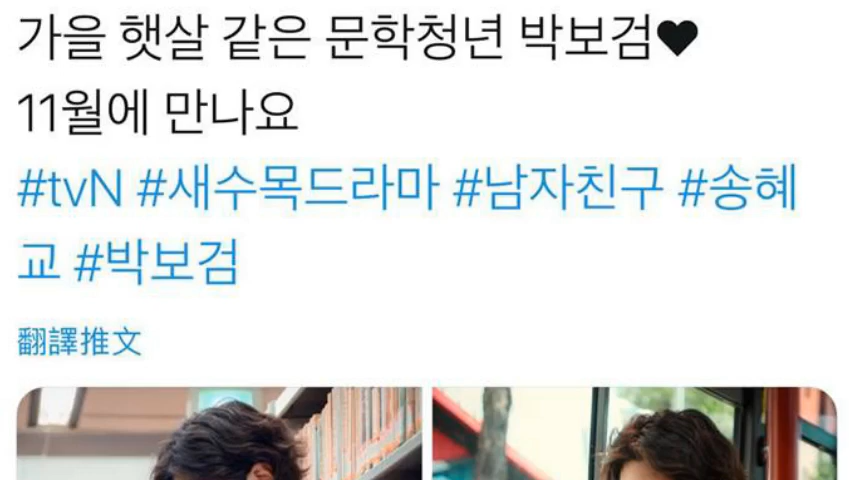 가을 햇살 같은 문학청년 박보검♥
11월에 만나요
#tvN #새수목드라마 #남자친구 #송혜
교 #박보검
翻譯推文